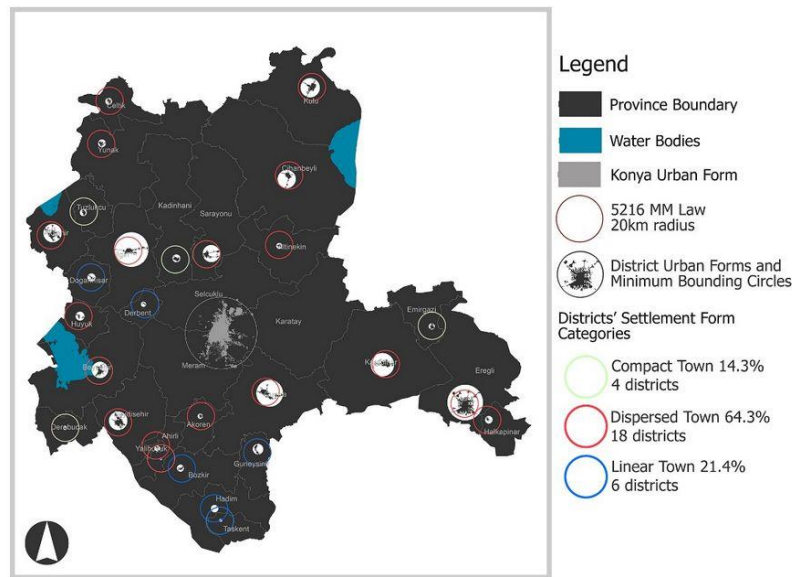 Kulu
Çeltik
Yunak
Cihanbeyli
Tuzlukcu
Kadinhani
Sarayonu
Altinekin
Doganhisar
Derbent
Selcuklu
Karatay
Emirgazi
Huyuk
Meram
Eregli
Halkapinar
Derebucak
Akoren
Ahirli
Yalihuyuk
Bozkir
Guneysinir
Hadim
Taskent
Legend
Province Boundary
Water Bodies
Konya Urban Form
5216 MM Law
20km radius
District Urban Forms and
Minimum Bounding Circles
Districts' Settlement Form
Categories
Compact Town 14.3%
4 districts
Dispersed Town 64.3%
18 districts
Linear Town 21.4%
6 districts